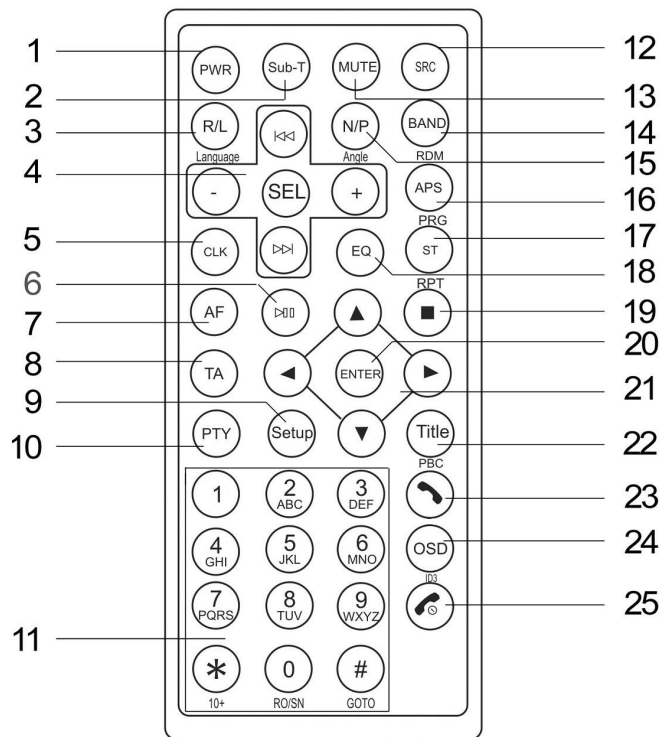 1 PWR Sub-T MUTE SRC 12
2 13
3 R/L N/P BAND 14
Language Angle RDM 15
4 - SEL + APS 16
PRG 17
5 CLK EQ ST 18
6 RPT
7 AF 19
20
8 TA ENTER 21
9
10 PTY Setup Title 22
PBC
1 2 3 23
ABC DEF
4 5 6 OSD 24
GHI JKL MNO
ID3
7 8 9 25
PQRS TUV WXYZ
11
* 0 #
10+ RO/SN GOTO